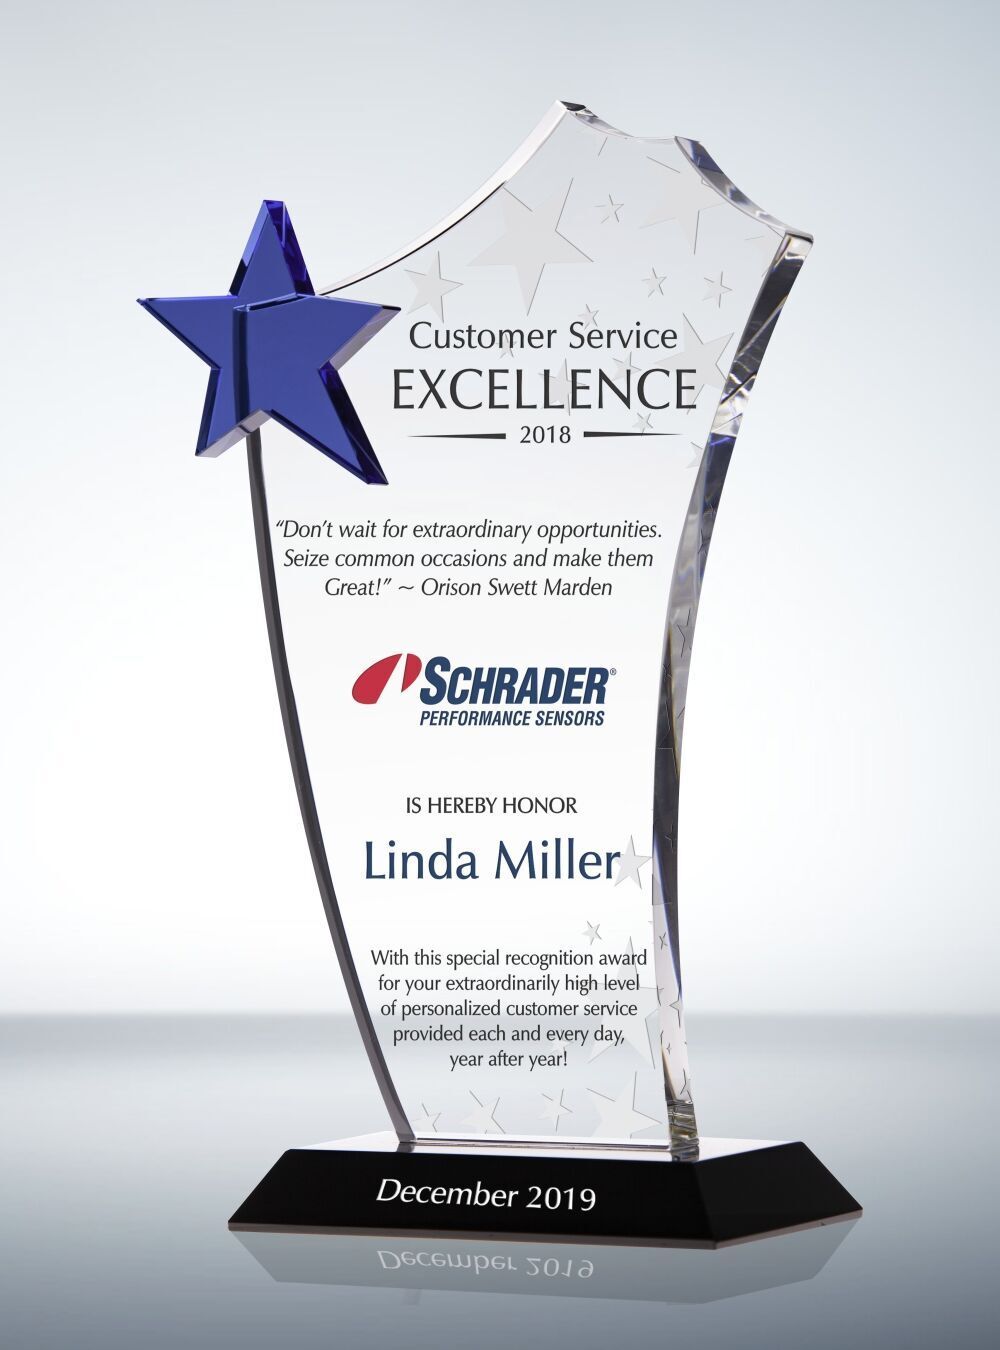 Customer Service
EXCELLENCE
2018
“Don’t wait for extraordinary opportunities.
Seize common occasions and make them
Great!” ~ Orison Swett Marden
SCHRADER®
PERFORMANCE SENSORS
IS HEREBY HONOR
Linda Miller
With this special recognition award
for your extraordinarily high level
of personalized customer service
provided each and every day,
year after year!
December 2019